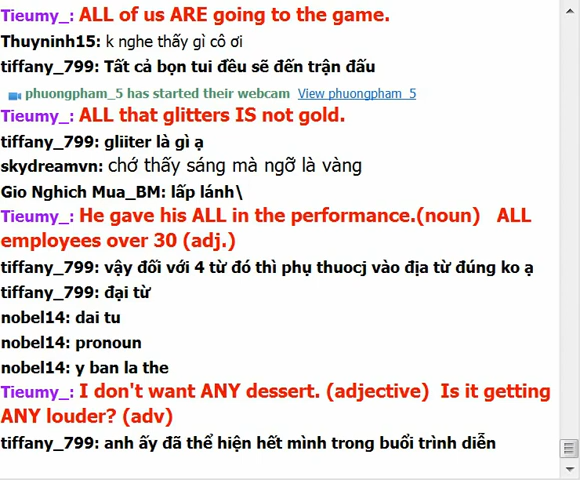 Tieumy_: ALL of us ARE going to the game.
Thuyninh15: k nghe thấy gì cô ơi
tiffany_799: Tất cả bọn tui đều sẽ đến trận đấu
phuongpham_5 has started their webcam View phuongpham_5
Tieumy_: ALL that glitters IS not gold.
tiffany_799: gliiter là gì ạ
skydreamvn: chớ thấy sáng mà ngỡ là vàng
Gio Nghich Mua_BM: lấp lánh\
Tieumy_: He gave his ALL in the performance.(noun) ALL
employees over 30 (adj.)
tiffany_799: vậy đối với 4 từ đó thì phụ thuocj vào địa từ đúng ko ạ
tiffany_799: đại từ
nobel14: dai tu
nobel14: pronoun
nobel14: y ban la the
Tieumy_: I don't want ANY dessert. (adjective) Is it getting
ANY louder? (adv)
tiffany_799: anh ấy đã thể hiện hết mình trong buổi trình diễn